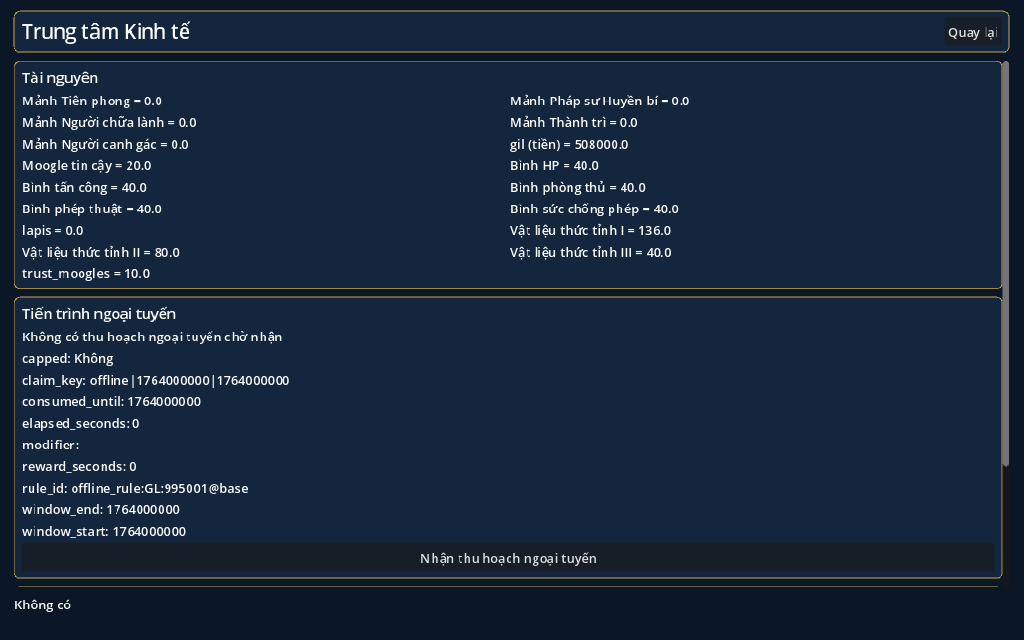 Trung tâm Kinh tế
Quay lại
Tài nguyên
Mảnh Tiên phong = 0.0
Mảnh Pháp sư Huyền bí = 0.0
Mảnh Người chữa lành = 0.0
Mảnh Thành trì = 0.0
Mảnh Người canh gác = 0.0
gil (tiền) = 508000.0
Moogle tin cậy = 20.0
Bình HP = 40.0
Bình tấn công = 40.0
Bình phòng thủ = 40.0
Bình phép thuật = 40.0
Bình sức chống phép = 40.0
lapis = 0.0
Vật liệu thức tỉnh I = 136.0
Vật liệu thức tỉnh II = 80.0
Vật liệu thức tỉnh III = 40.0
trust_moogles = 10.0
Tiến trình ngoại tuyến
Không có thu hoạch ngoại tuyến chờ nhận
capped: Không
claim_key: offline|1764000000|1764000000
consumed_until: 1764000000
elapsed_seconds: 0
modifier:
reward_seconds: 0
rule_id: offline_rule:GL:995001@base
window_end: 1764000000
window_start: 1764000000
Nhận thu hoạch ngoại tuyến
Không có